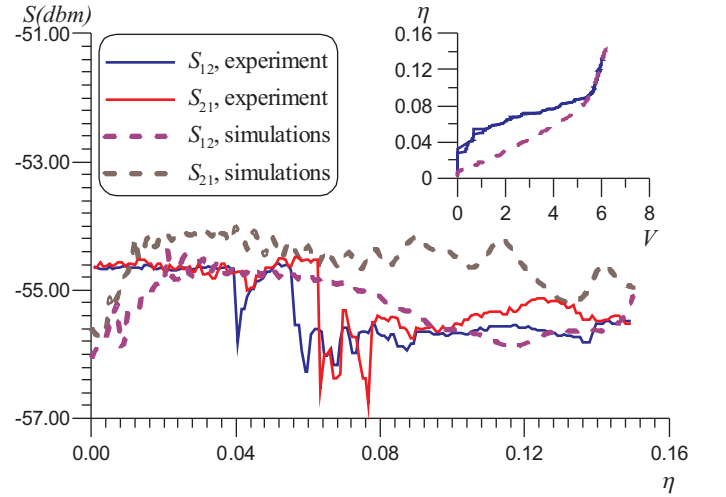 S(dbm)
-51.00
-53.00
-55.00
-57.00
0.00
0.04
0.08
0.12
0.16
η
S12, experiment
S21, experiment
S12, simulations
S21, simulations
η
0.16
0.12
0.08
0.04
0
0
2
4
6
8
V